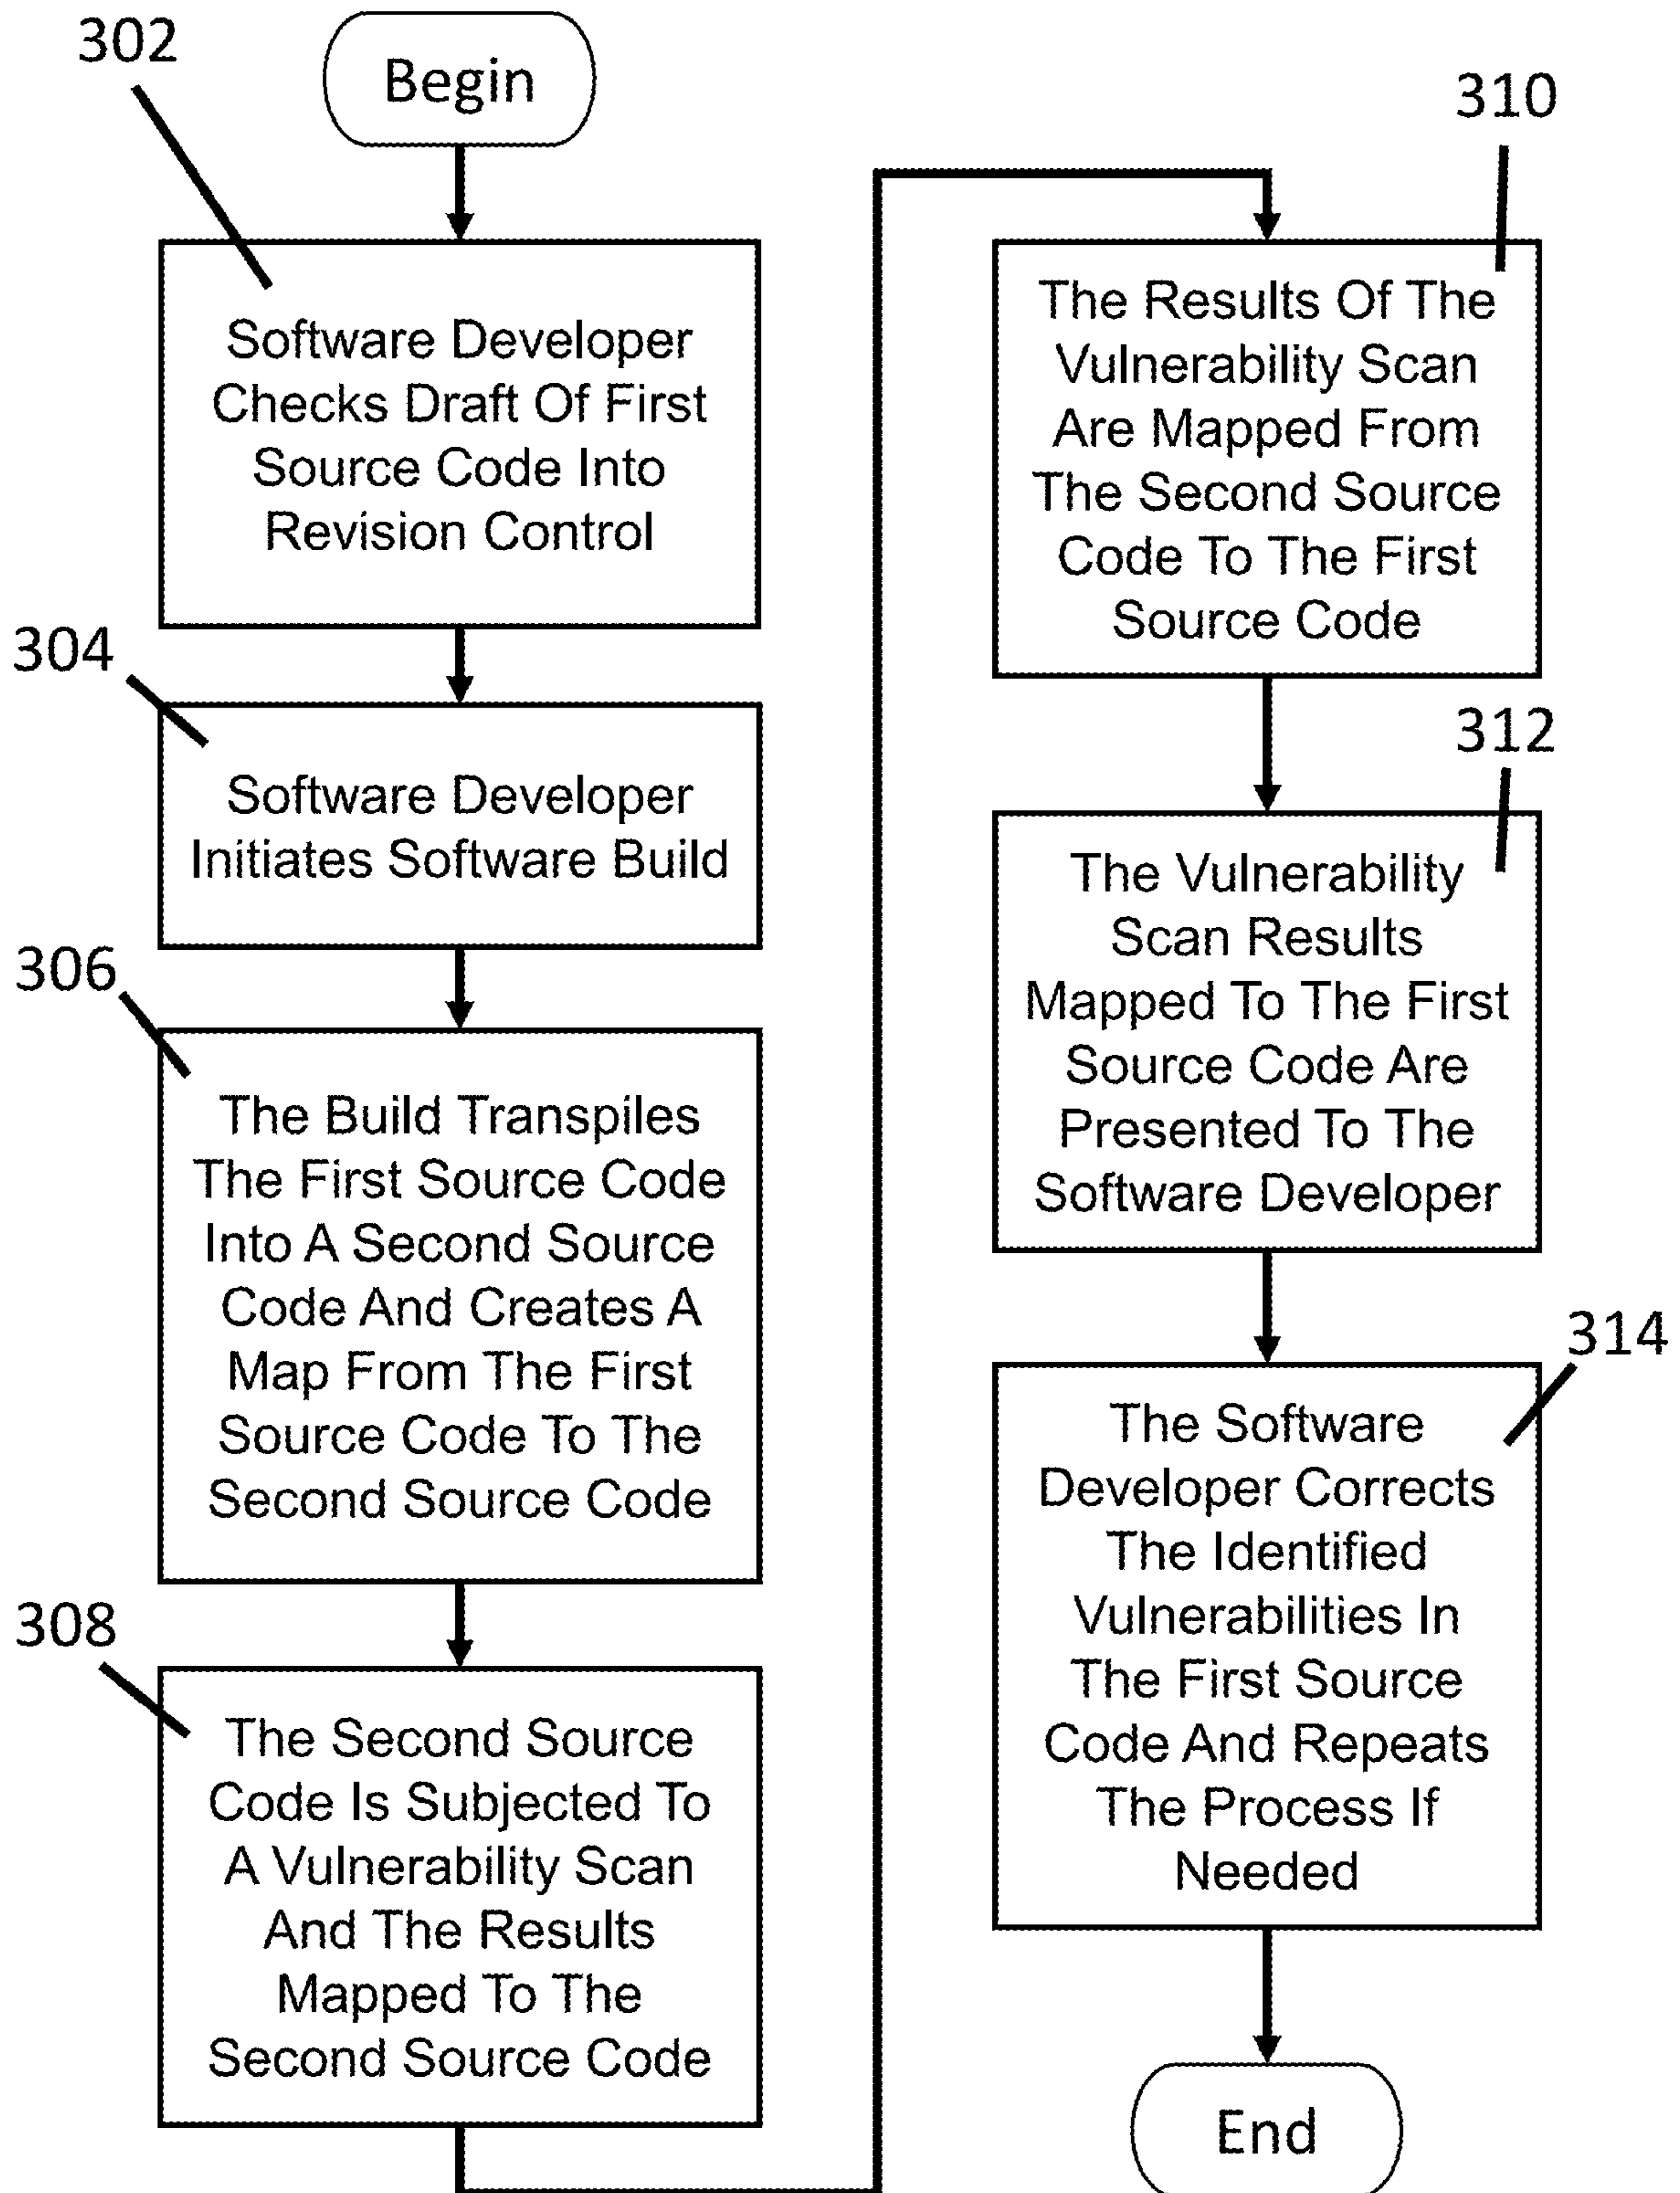 302
Begin
Software Developer
Checks Draft Of First
Source Code Into
Revision Control
304
Software Developer
Initiates Software Build
306
The Build Transpiles
The First Source Code
Into A Second Source
Code And Creates A
Map From The First
Source Code To The
Second Source Code
308
The Second Source
Code Is Subjected To
A Vulnerability Scan
And The Results
Mapped To The
Second Source Code
310
The Results Of The
Vulnerability Scan
Are Mapped From
The Second Source
Code To The First
Source Code
312
The Vulnerability
Scan Results
Mapped To The First
Source Code Are
Presented To The
Software Developer
314
The Software
Developer Corrects
The Identified
Vulnerabilities In
The First Source
Code And Repeats
The Process If
Needed
End